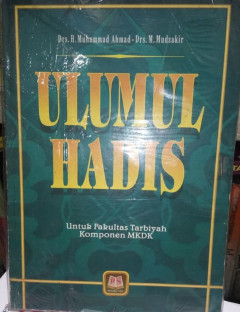 Drs. H. Muhammad Ahmad - Drs. M. Mudzakir
ULUMUL
HADIS
Untuk Fakultas Tarbiyah
Komponen MKDK